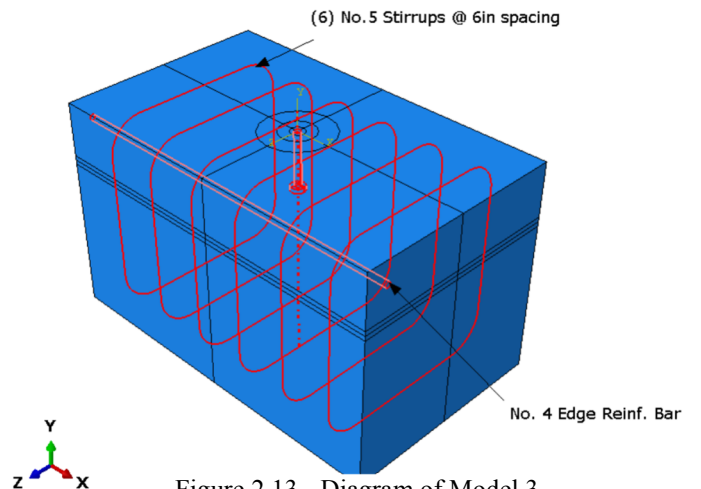 (6) No.5 Stirrups @ 6in spacing
Y
No. 4 Edge Reinf. Bar
Y
Z X
Figure 2.13 Diagram of Model 3